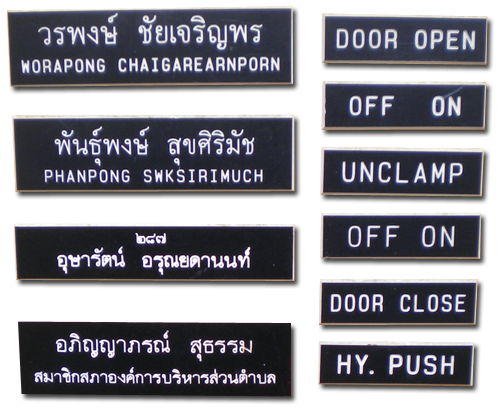 วรพงษ์ ชัยเจริญพร
WORAPONG CHAIGAREARNPORN
พันธุ์พงษ์ สุขศิริมัช
PHANPONG SWKSIRIMUCH
๒๘๗
อุษารัตน์ อรุณยดานนท์
อภิญญาภรณ์ สุธรรม
สมาชิกสภาองค์การบริหารส่วนตำบล
DOOR OPEN
OFF ON
UNCLAMP
OFF ON
DOOR CLOSE
HY. PUSH